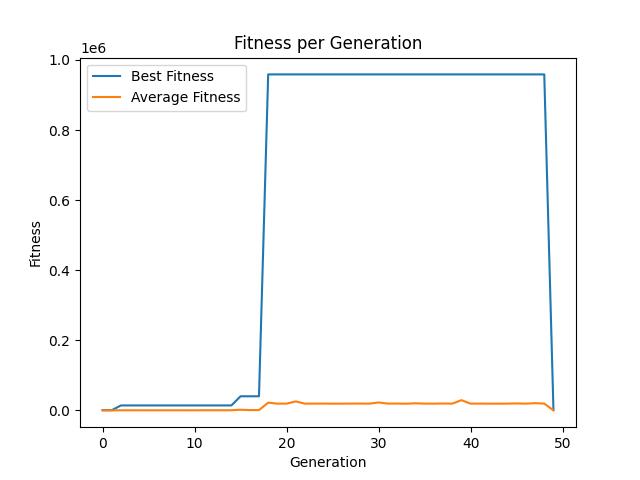 Fitness per Generation
1e6
Best Fitness
Average Fitness
1.0
0.8
0.6
0.4
0.2
0.0
Fitness
0 10 20 30 40 50
Generation